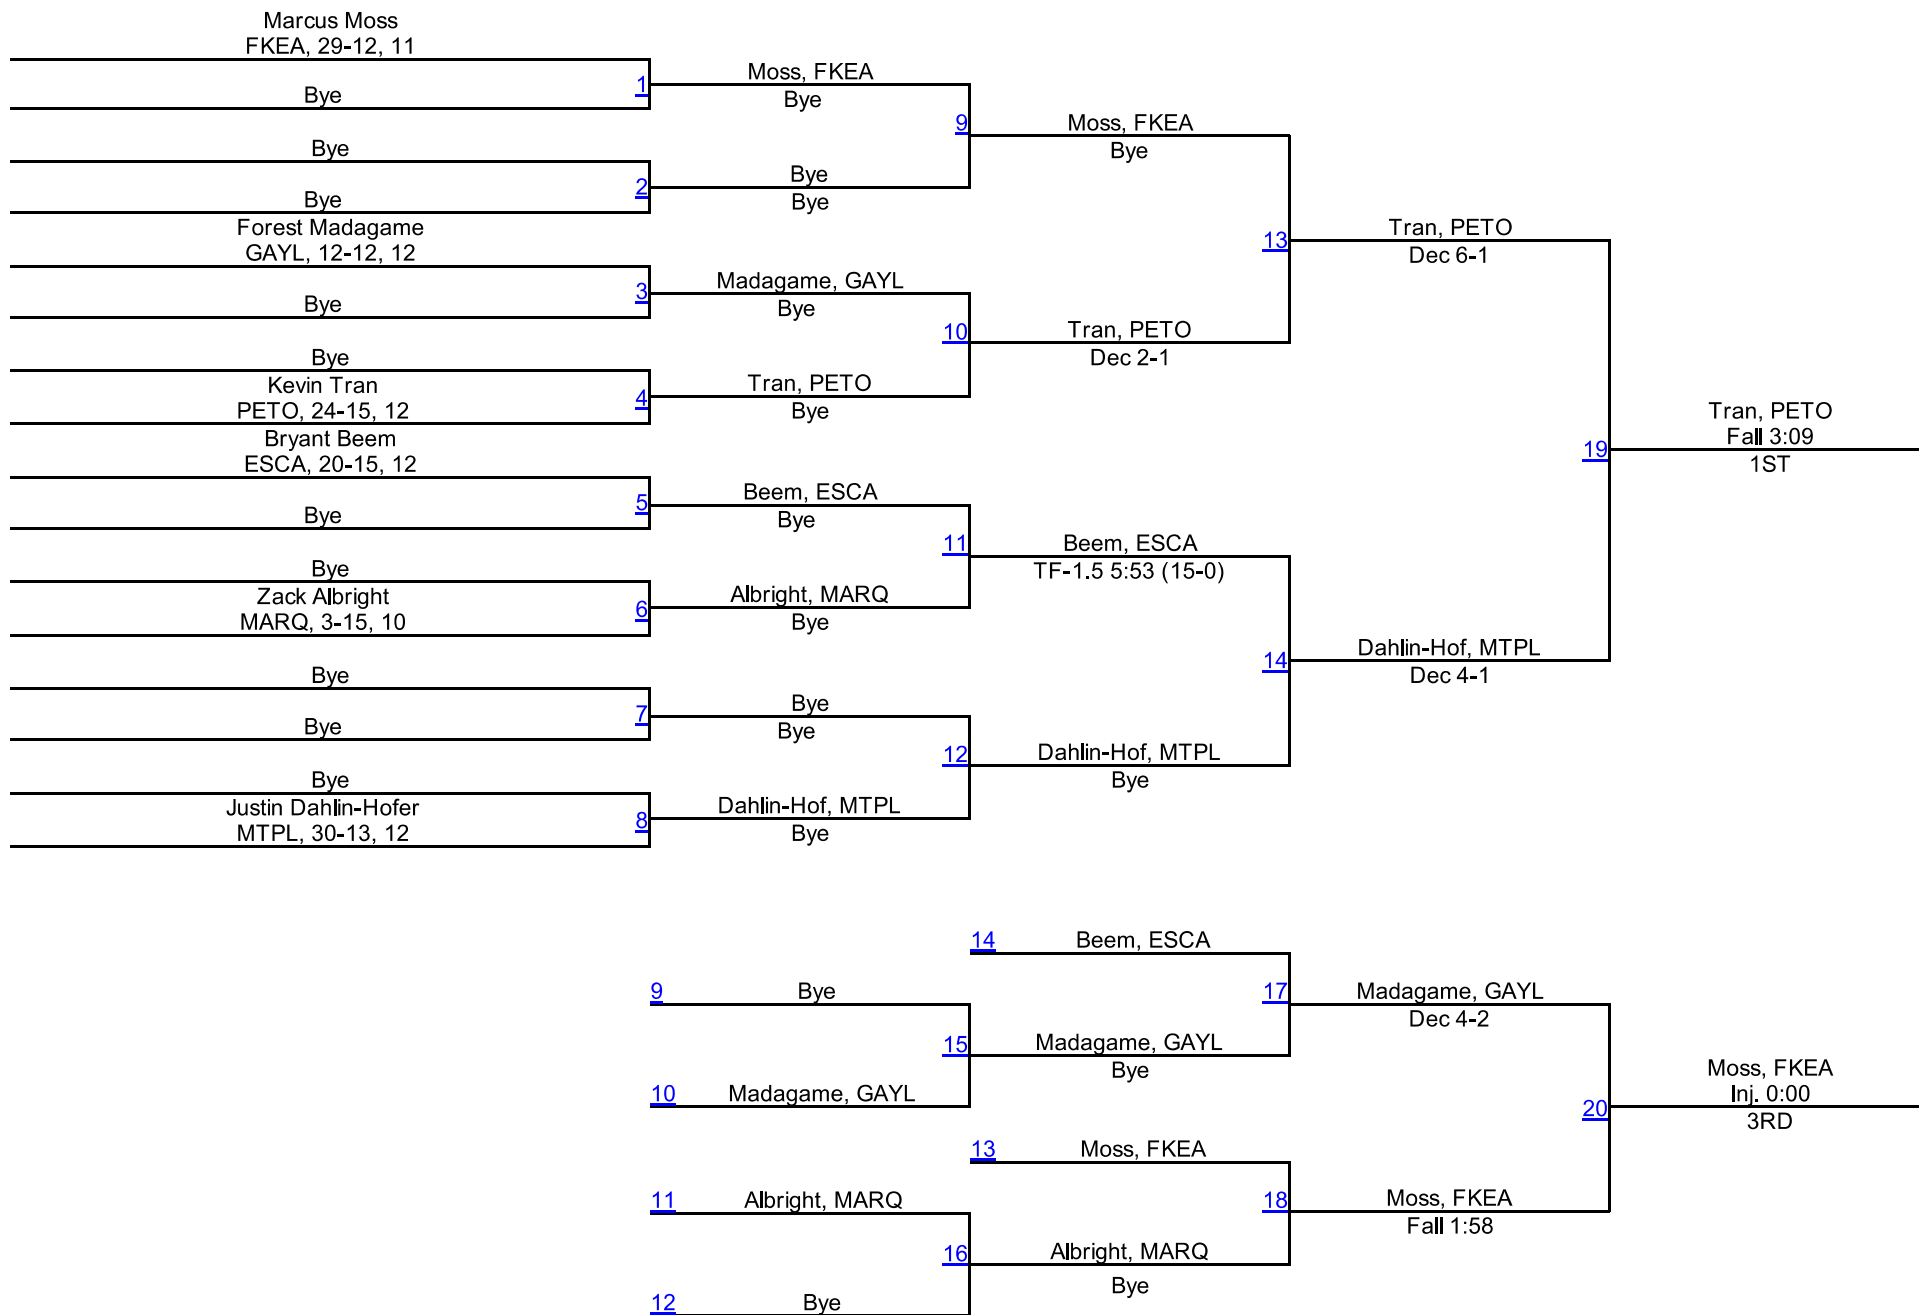 Marcus Moss
FKEA, 29-12, 11
Bye
1
Moss, FKEA
Bye
Bye
Bye
2
Bye
Bye
9
Moss, FKEA
Bye
Forest Madagame
GAYL, 12-12, 12
Bye
3
Madagame, GAYL
Bye
Bye
Kevin Tran
PETO, 24-15, 12
4
Tran, PETO
Bye
10
Tran, PETO
Dec 2-1
13
Tran, PETO
Dec 6-1
Bryant Beem
ESCA, 20-15, 12
Bye
5
Beem, ESCA
Bye
Bye
Zack Albright
MARQ, 3-15, 10
6
Albright, MARQ
Bye
11
Beem, ESCA
TF-1.5 5:53 (15-0)
Bye
Bye
7
Bye
Bye
Bye
Justin Dahlin-Hofer
MTPL, 30-13, 12
8
Dahlin-Hof, MTPL
Bye
12
Dahlin-Hof, MTPL
Bye
14
Dahlin-Hof, MTPL
Dec 4-1
19
Tran, PETO
Fall 3:09
1ST
14
Beem, ESCA
9
Bye
10
Madagame, GAYL
15
Madagame, GAYL
Bye
17
Madagame, GAYL
Dec 4-2
13
Moss, FKEA
11
Albright, MARQ
12
Bye
16
Albright, MARQ
Bye
18
Moss, FKEA
Fall 1:58
20
Moss, FKEA
Inj. 0:00
3RD